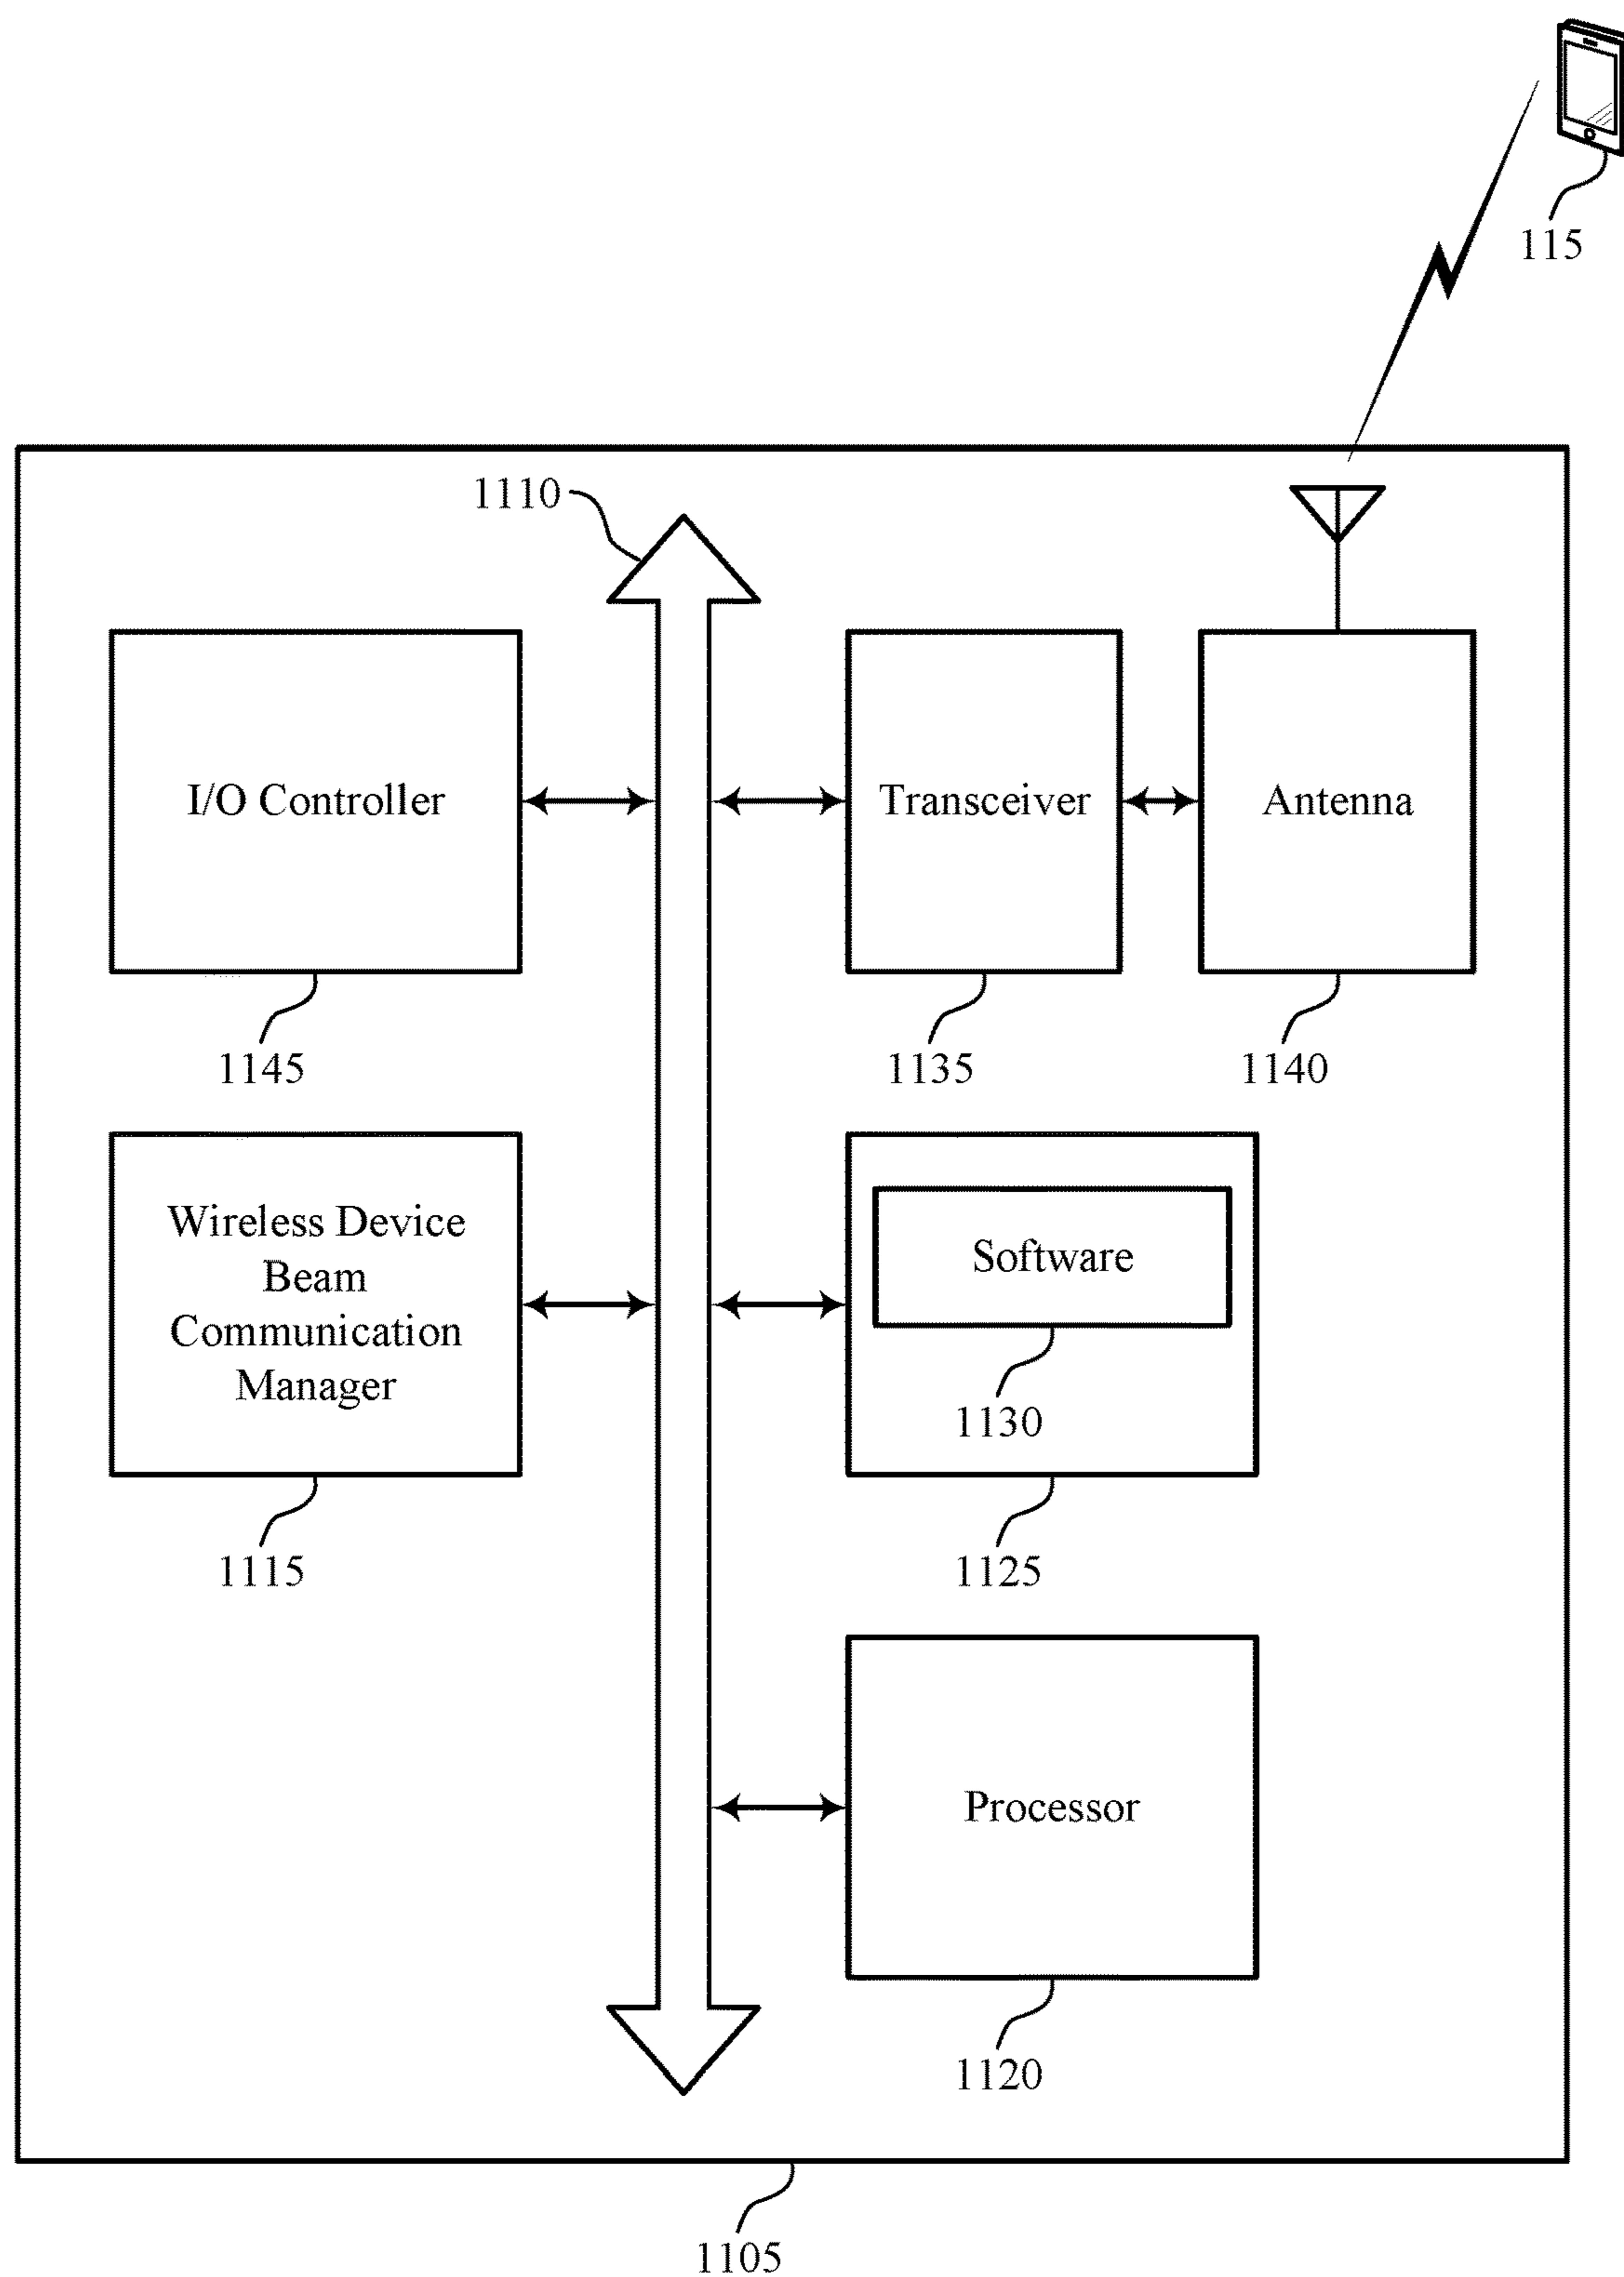 115
1110
I/O Controller
Transceiver
Antenna
1145
1135
1140
Wireless Device
Beam
Communication
Manager
Software
1130
1115
1125
Processor
1120
1105